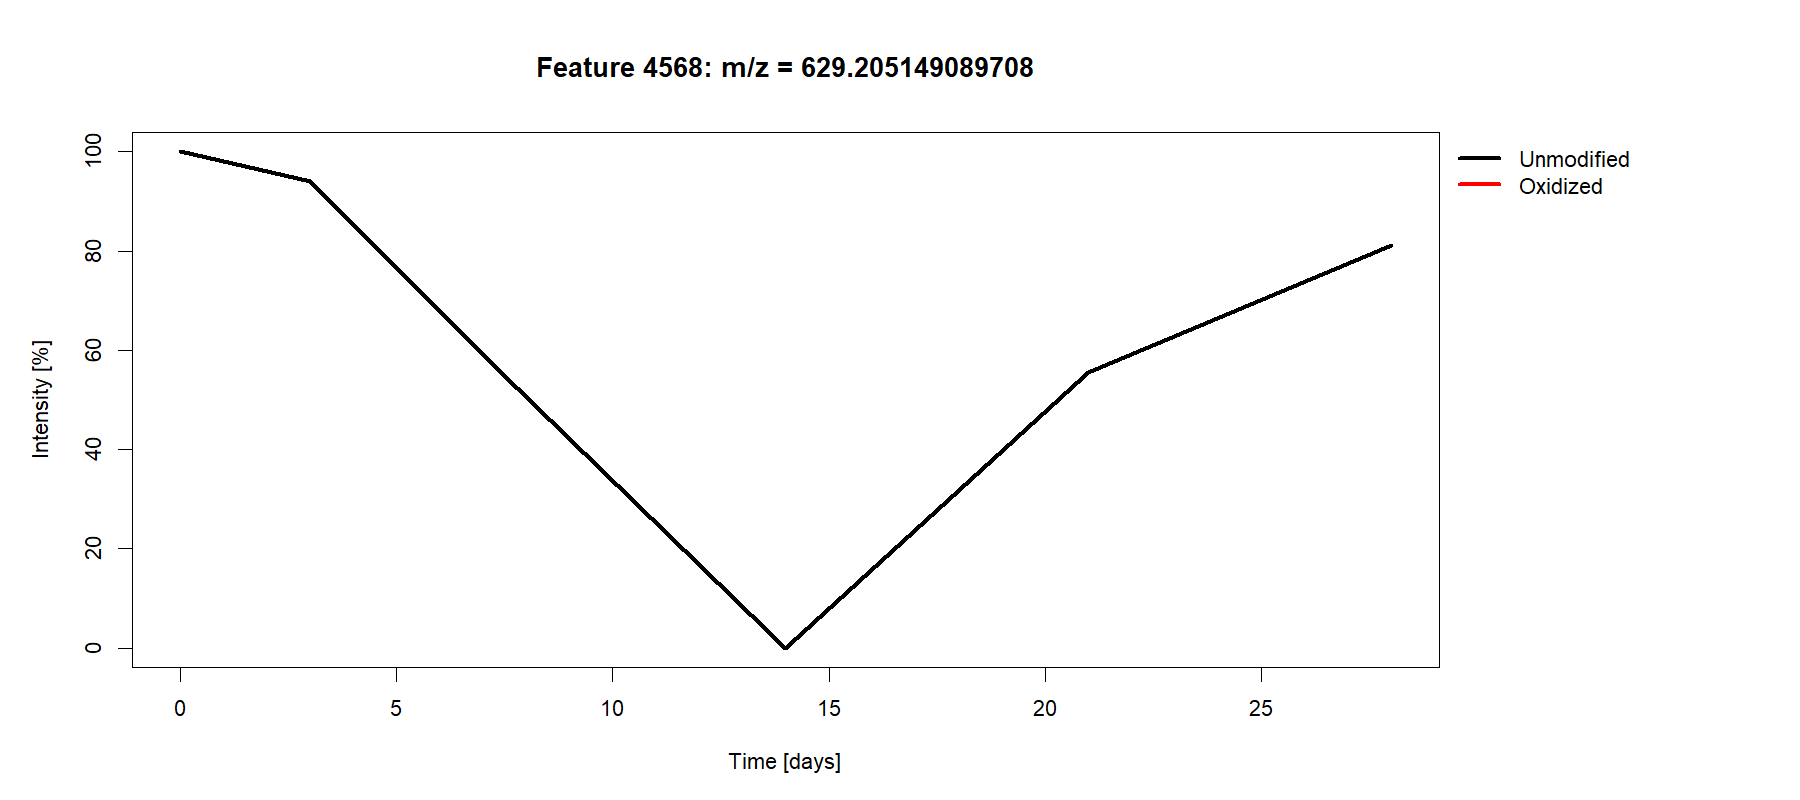 Feature 4568: m/z = 629.205149089708
Unmodified
Oxidized
Intensity [%]
100
80
60
40
20
0
0 5 10 15 20 25
Time [days]